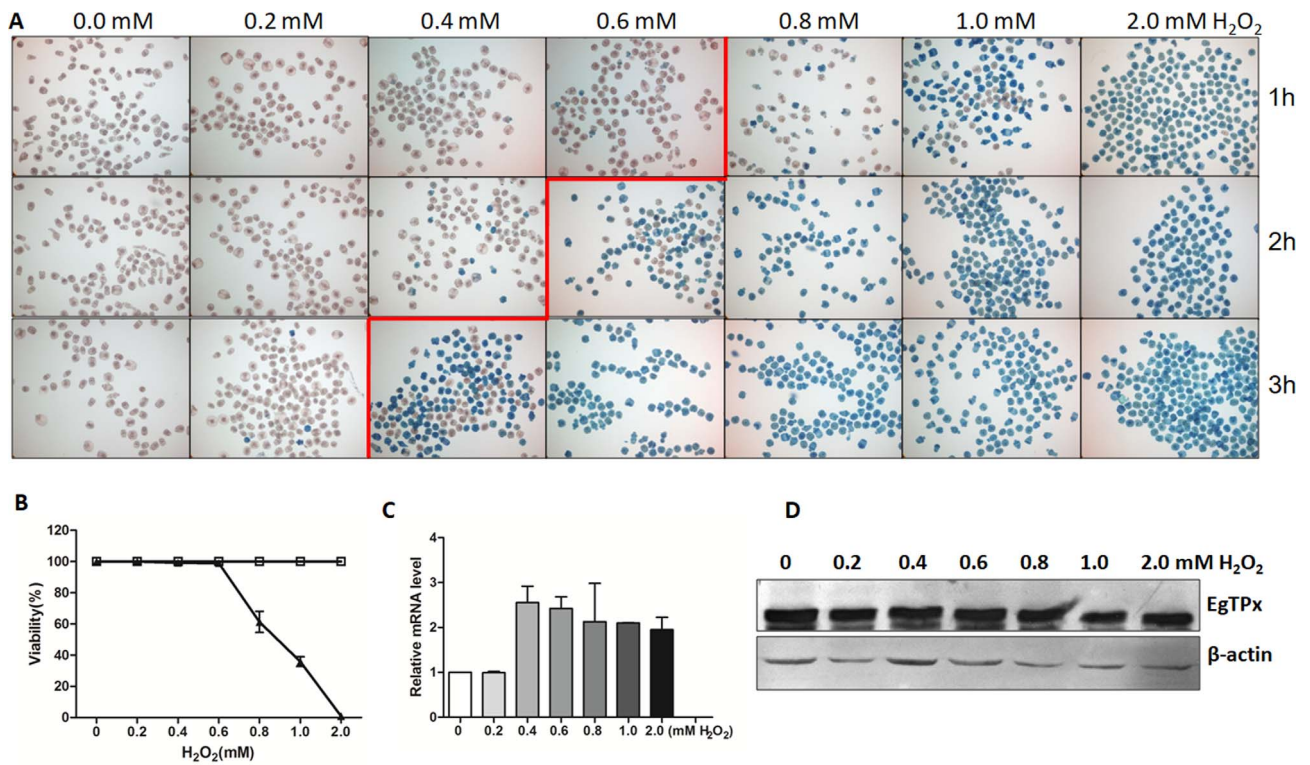 A 0.0 mM 0.2 mM 0.4 mM 0.6 mM 0.8 mM 1.0 mM 2.0 mM H₂O₂
1h
2h
3h
B
120
100
80
60
40
20
0
Viability(%)
0 0.2 0.4 0.6 0.8 1.0 2.0
H₂O₂(mM)
C
4
3
2
1
0
Relative mRNA level
0 0.2 0.4 0.6 0.8 1.0 2.0 (mM H₂O₂)
D
0 0.2 0.4 0.6 0.8 1.0 2.0 mM H₂O₂
EgTPx
β-actin